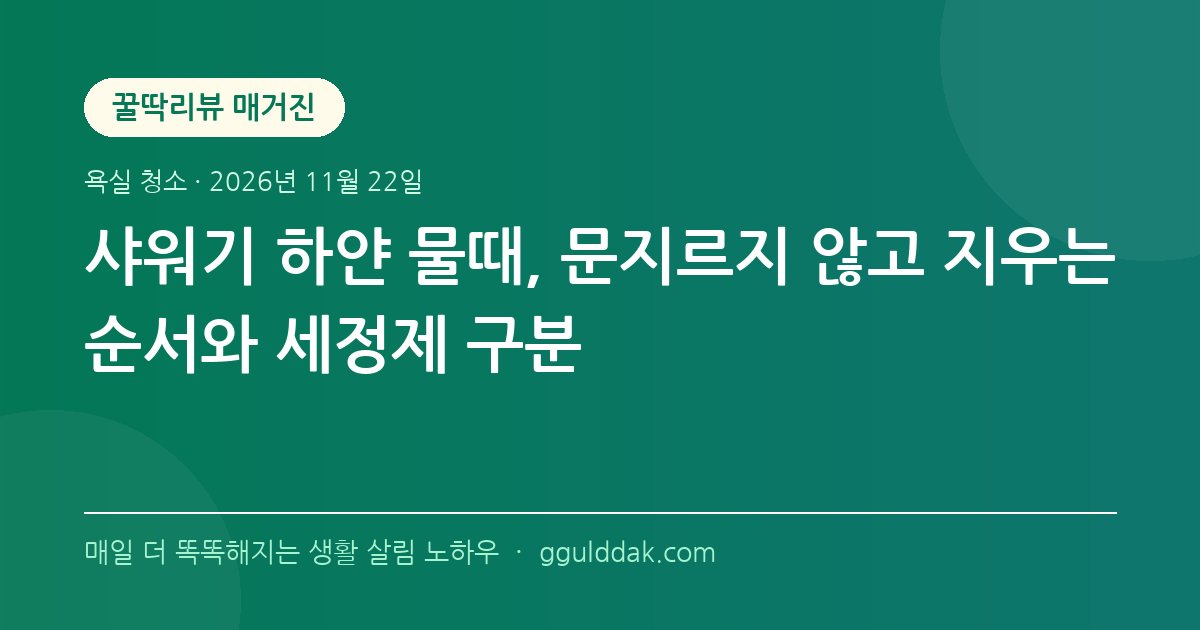 꿀딱리뷰 매거진
욕실 청소 · 2026년 11월 22일
샤워기 하얀 물때, 문지르지 않고 지우는
순서와 세정제 구분
매일 더 똑똑해지는 생활 살림 노하우 · ggulddak.com